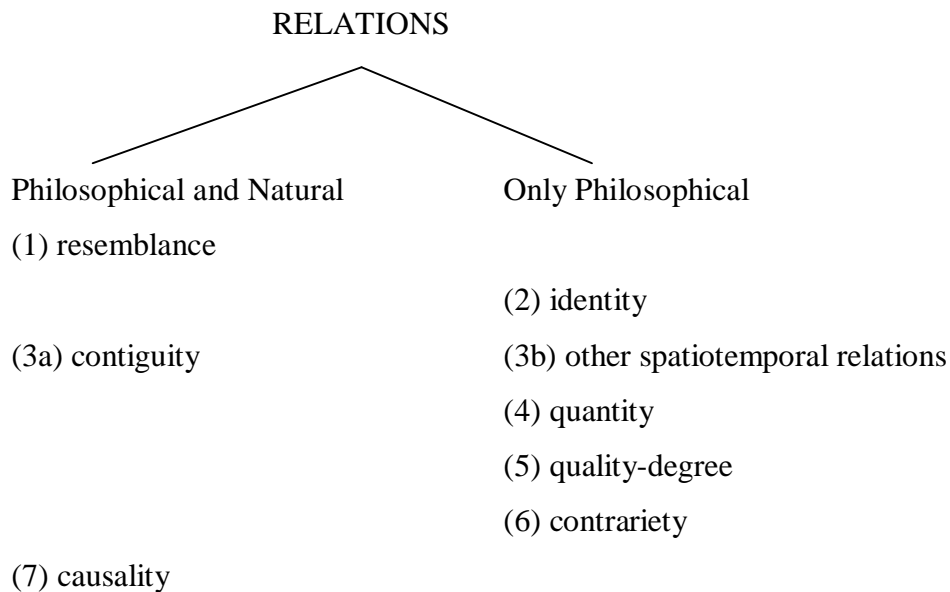 RELATIONS
Philosophical and Natural
Only Philosophical
(1) resemblance
(2) identity
(3a) contiguity
(3b) other spatiotemporal relations
(4) quantity
(5) quality-degree
(6) contrariety
(7) causality